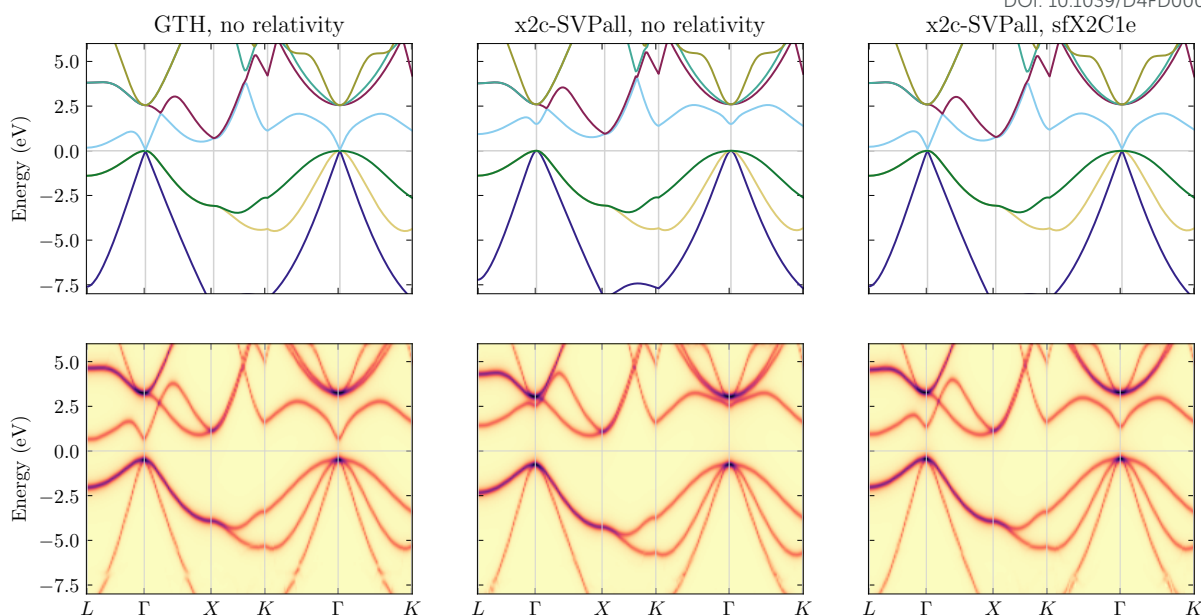 DOI: 10.1039/D4FD000
GTH, no relativity
x2c-SVPall, no relativity
x2c-SVPall, sfX2C1e
Energy (eV)
5.0
2.5
0.0
−2.5
−5.0
−7.5
L Γ X K Γ K
Energy (eV)
5.0
2.5
0.0
−2.5
−5.0
−7.5
L Γ X K Γ K
L Γ X K Γ K
L Γ X K Γ K
L Γ X K Γ K
L Γ X K Γ K